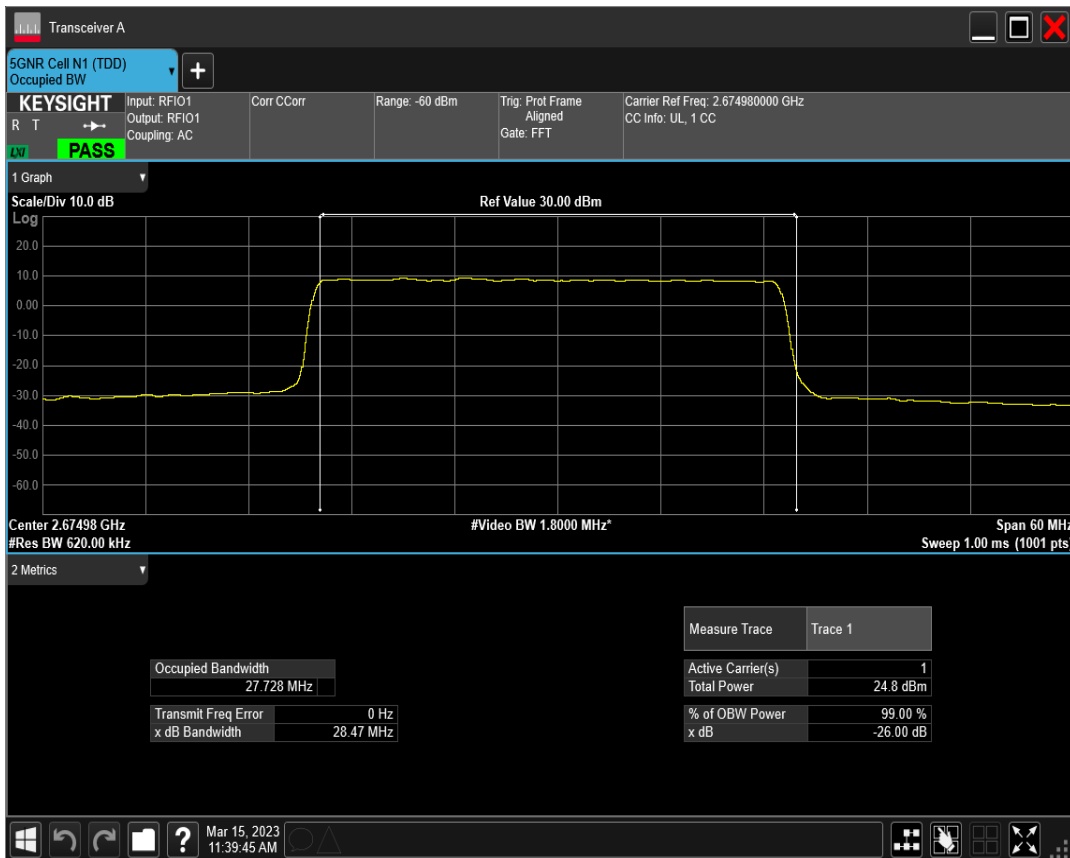 Transceiver A
5GNR Cell N1 (TDD)
Occupied BW
+
KEYSIGHT
R T
LXI
PASS
Input: RFIO1
Output: RFIO1
Coupling: AC
Corr CCorr
Range: -60 dBm
Trig: Prot Frame
Aligned
Gate: FFT
Carrier Ref Freq: 2.674980000 GHz
CC Info: UL, 1 CC
1 Graph
Scale/Div 10.0 dB
Ref Value 30.00 dBm
Log
20.0
10.0
0.00
-10.0
-20.0
-30.0
-40.0
-50.0
-60.0
Center 2.67498 GHz
#Video BW 1.8000 MHz*
Span 60 MHz
#Res BW 620.00 kHz
Sweep 1.00 ms (1001 pts)
2 Metrics
Measure Trace Trace 1
Occupied Bandwidth
27.728 MHz
Active Carrier(s) 1
Total Power 24.8 dBm
Transmit Freq Error 0 Hz
x dB Bandwidth 28.47 MHz
% of OBW Power 99.00 %
x dB -26.00 dB
?
Mar 15, 2023
11:39:45 AM